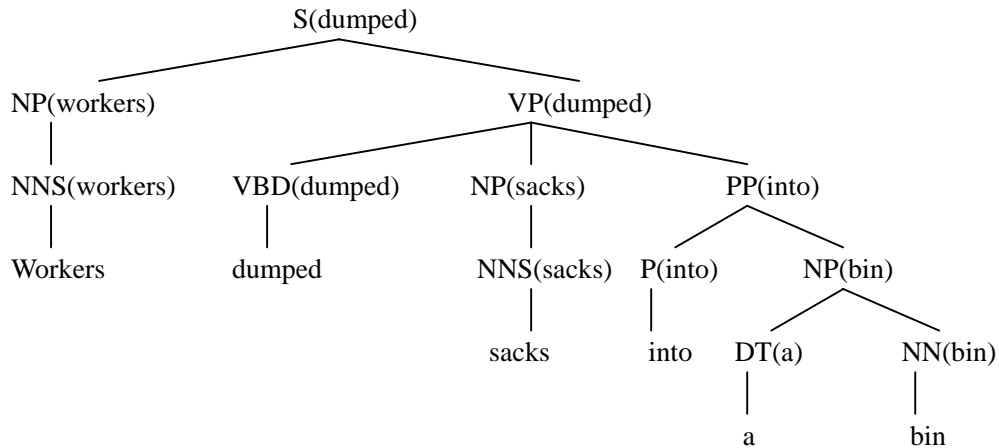 S(dumped)
NP(workers) VP(dumped)
NNS(workers) VBD(dumped) NP(sacks) PP(into)
Workers dumped NNS(sacks) P(into) NP(bin)
sacks into DT(a) NN(bin)
a bin